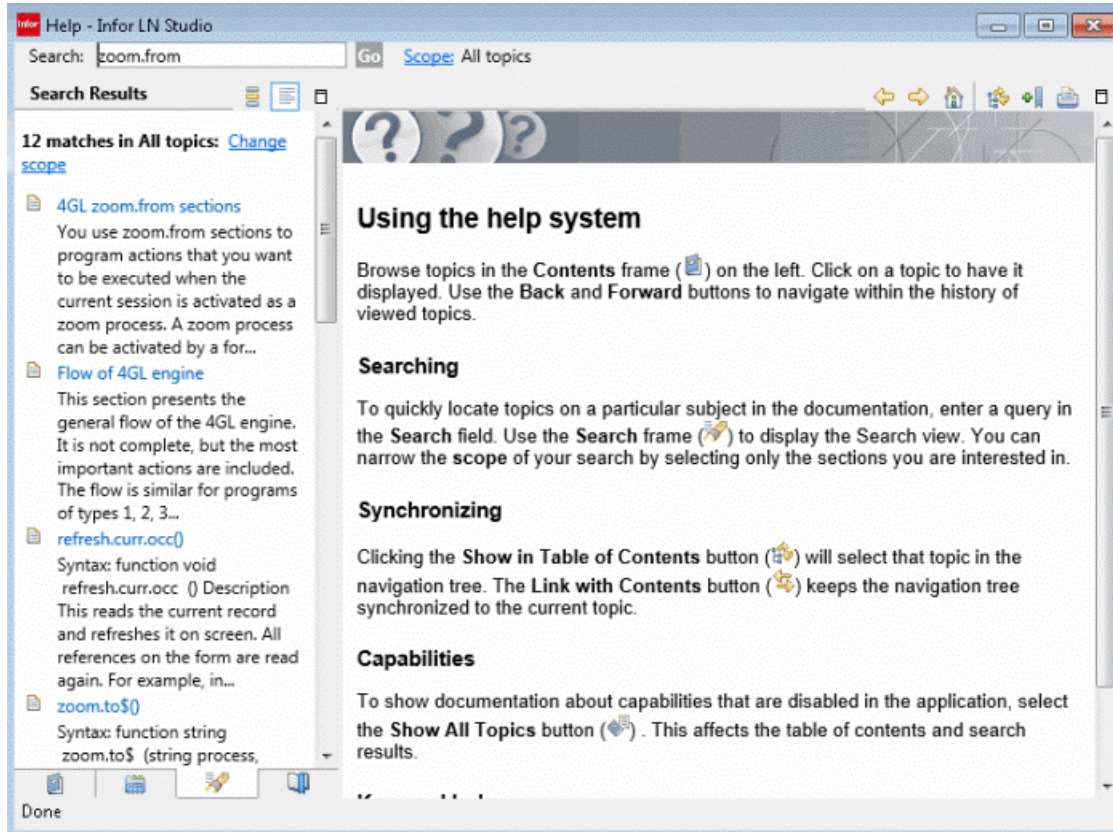 Infor Help - Infor LN Studio
Search: zoom.from Go Scope: All topics
Search Results
12 matches in All topics: Change
scope
4GL zoom.from sections
You use zoom.from sections to
program actions that you want
to be executed when the
current session is activated as a
zoom process. A zoom process
can be activated by a for...
Flow of 4GL engine
This section presents the
general flow of the 4GL engine.
It is not complete, but the most
important actions are included.
The flow is similar for programs
of types 1, 2, 3...
refresh.curr.occ()
Syntax: function void
refresh.curr.occ () Description
This reads the current record
and refreshes it on screen. All
references on the form are read
again. For example, in...
zoom.to$()
Syntax: function string
zoom.to$ (string process,
Using the help system
Browse topics in the Contents frame ( ) on the left. Click on a topic to have it
displayed. Use the Back and Forward buttons to navigate within the history of
viewed topics.
Searching
To quickly locate topics on a particular subject in the documentation, enter a query in
the Search field. Use the Search frame ( ) to display the Search view. You can
narrow the scope of your search by selecting only the sections you are interested in.
Synchronizing
Clicking the Show in Table of Contents button ( ) will select that topic in the
navigation tree. The Link with Contents button ( ) keeps the navigation tree
synchronized to the current topic.
Capabilities
To show documentation about capabilities that are disabled in the application, select
the Show All Topics button ( ) . This affects the table of contents and search
results.
Done